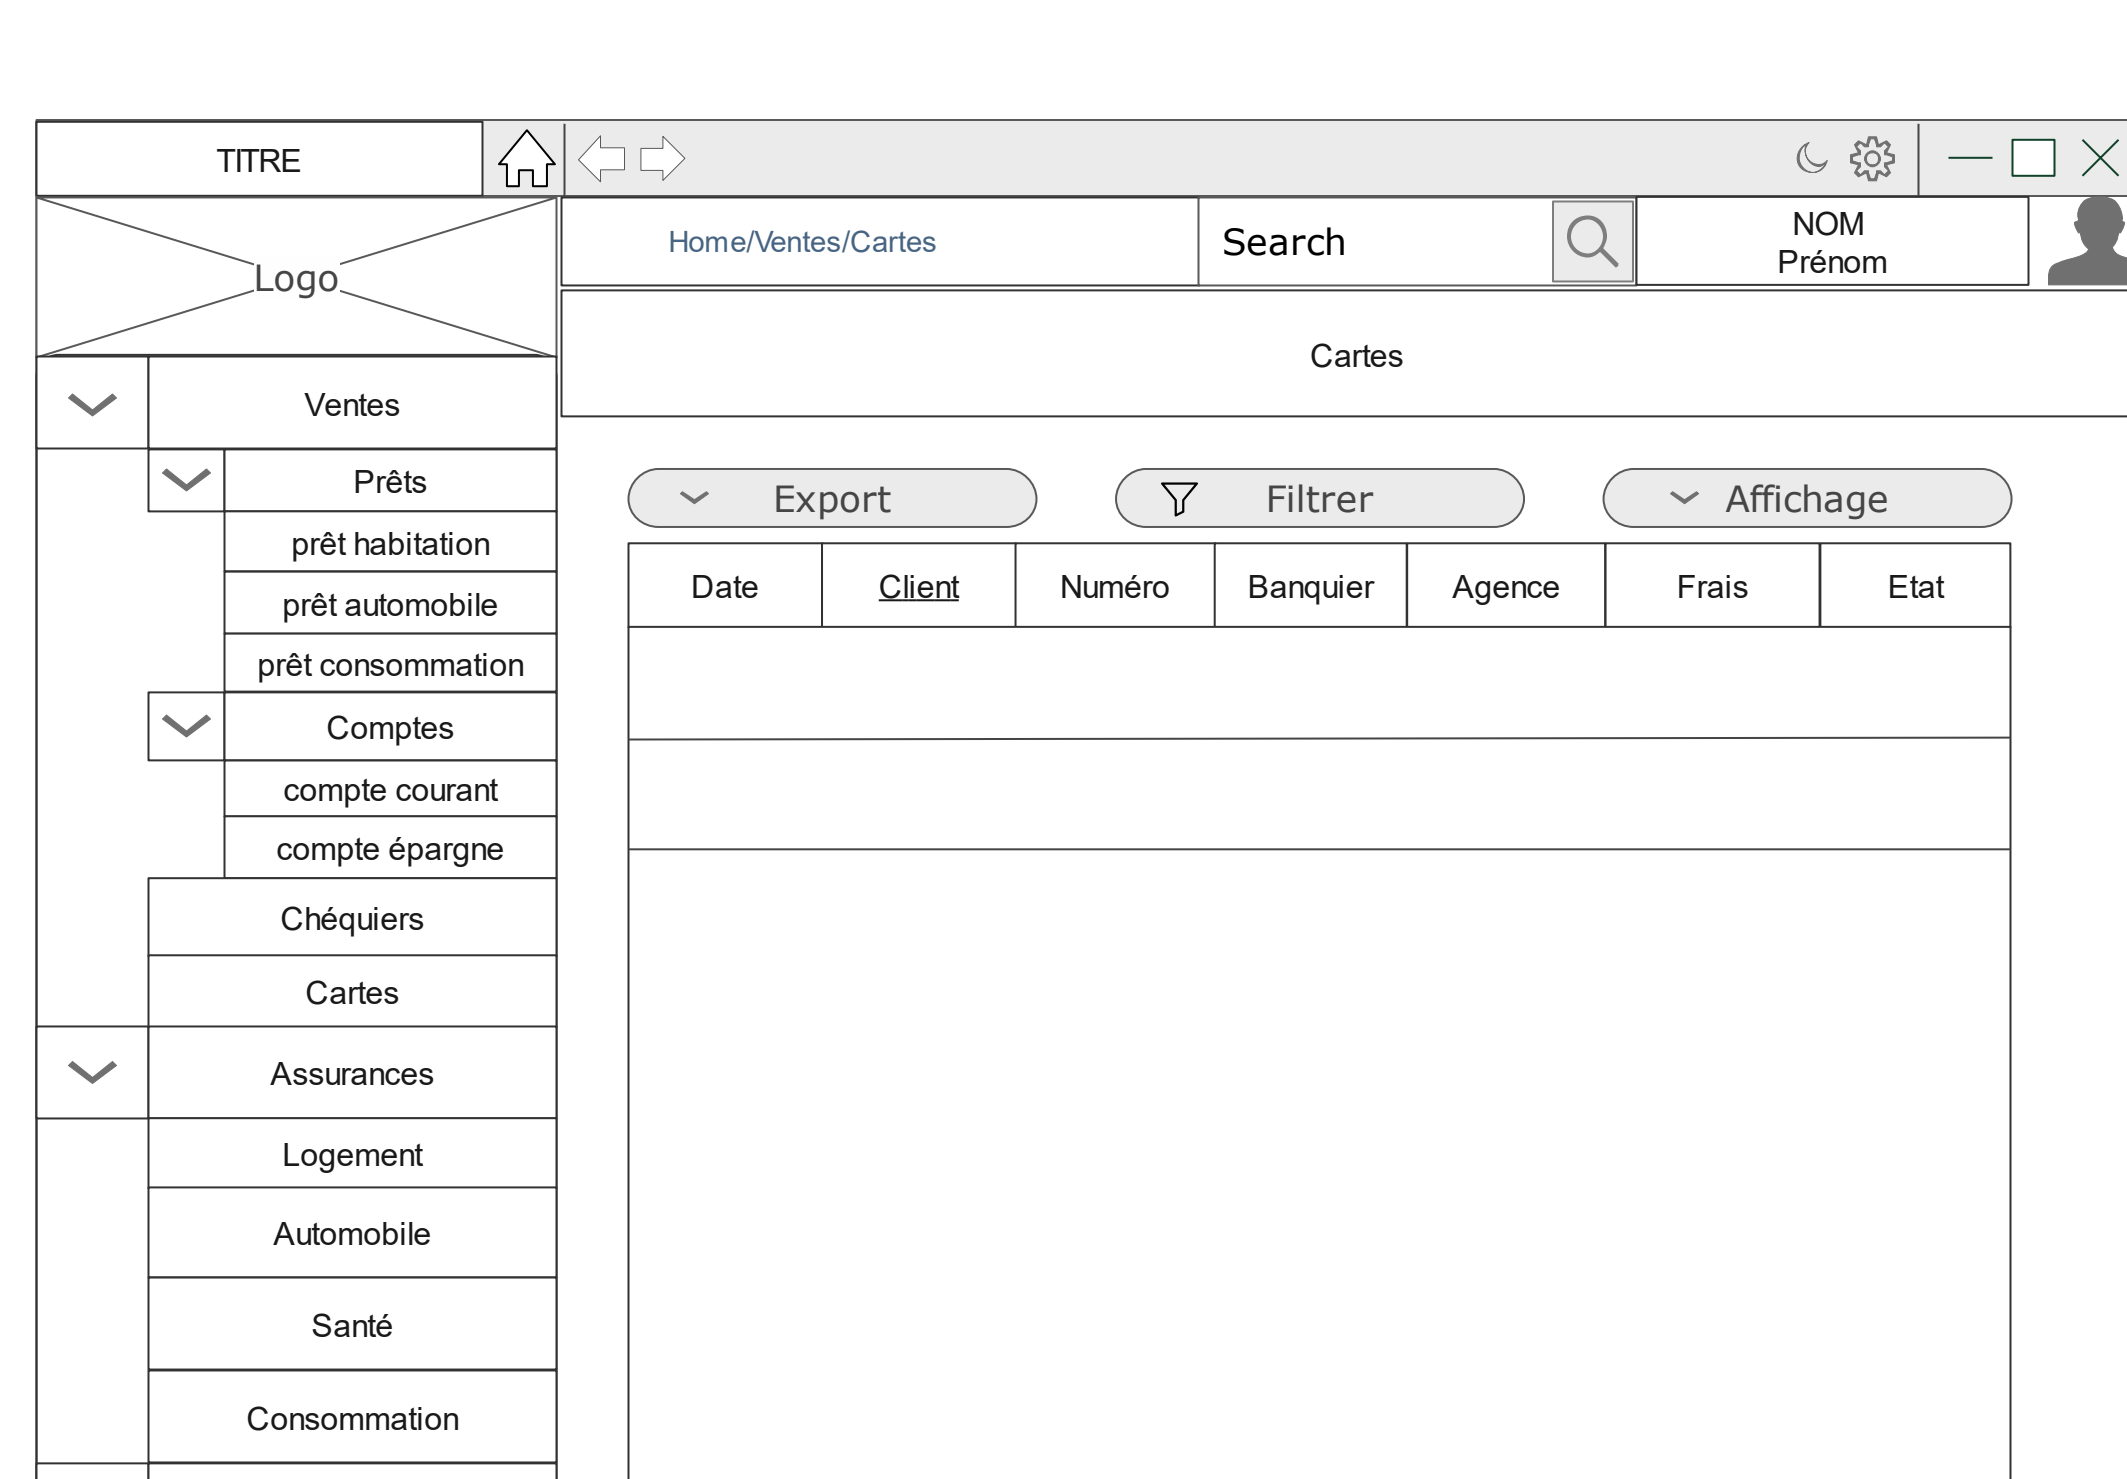 TITRE
Logo
Home/Ventes/Cartes
Search
NOM
Prénom
Cartes
Ventes
Prêts
prêt habitation
prêt automobile
prêt consommation
Comptes
compte courant
compte épargne
Chéquiers
Cartes
Assurances
Logement
Automobile
Santé
Consommation
Export
Filtrer
Affichage
Date Client Numéro Banquier Agence Frais Etat